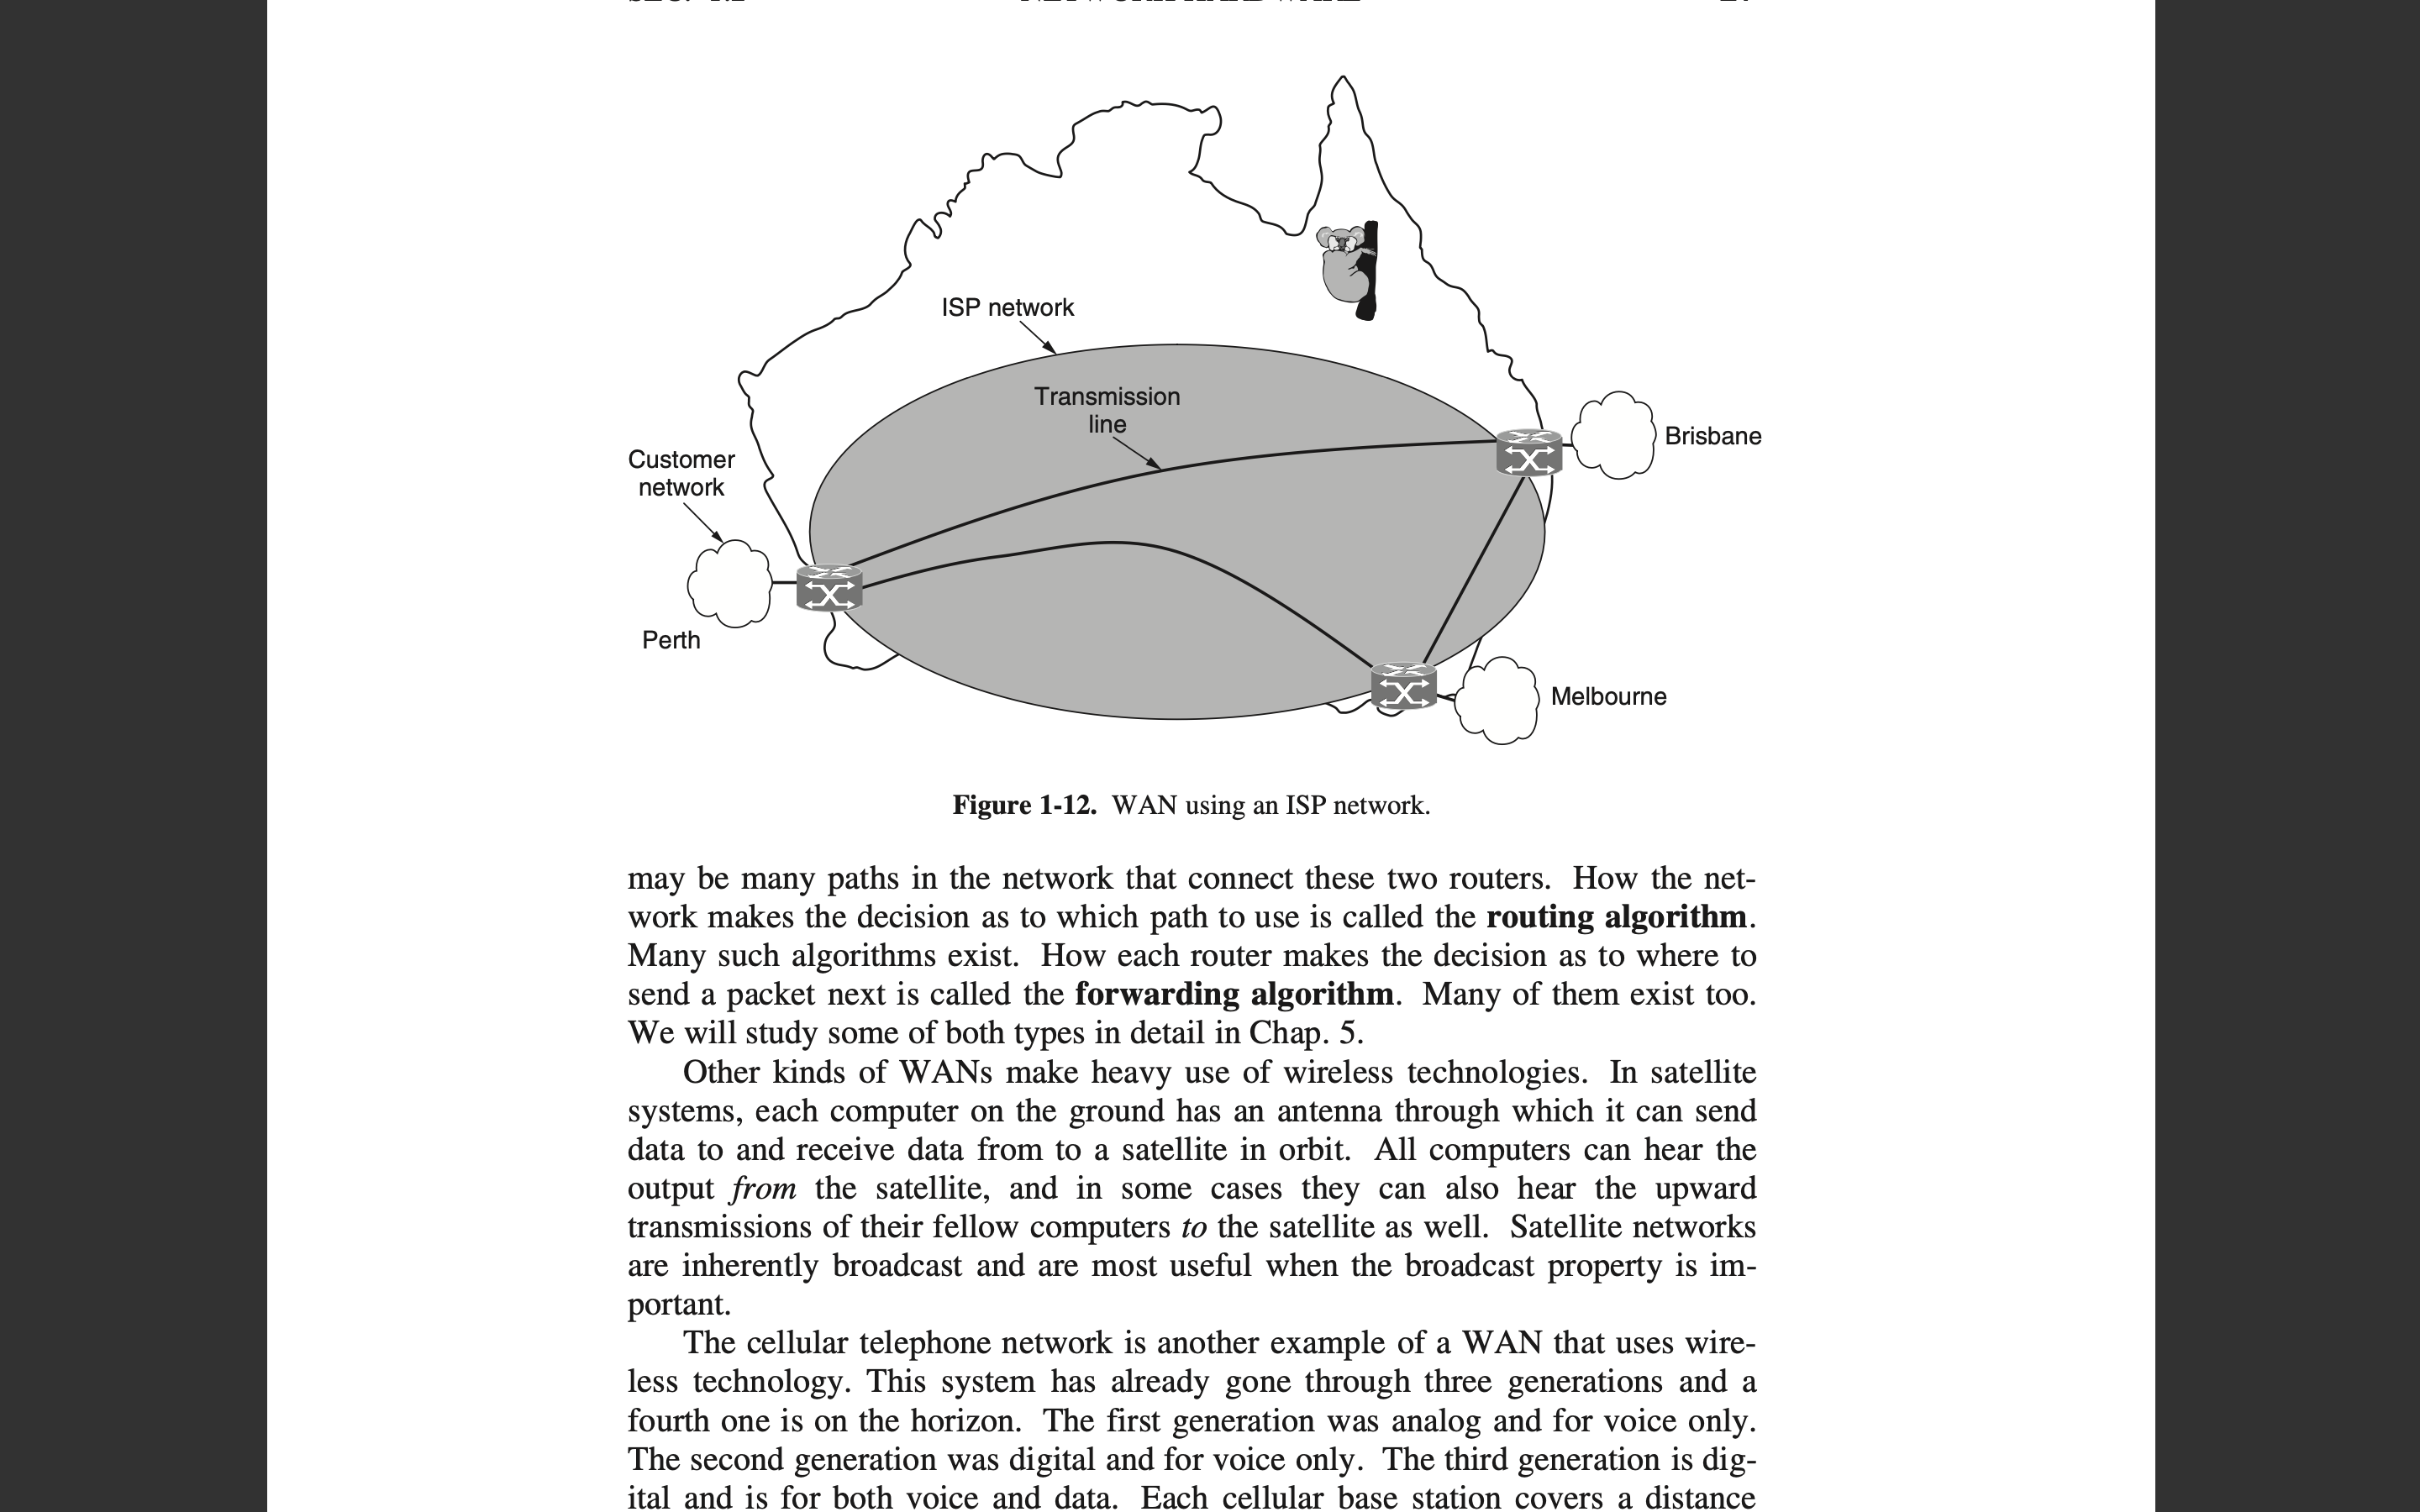 ISP network
Transmission
line
Customer
network
Brisbane
Perth
Melbourne
Figure 1-12. WAN using an ISP network.
may be many paths in the network that connect these two routers. How the net-
work makes the decision as to which path to use is called the routing algorithm.
Many such algorithms exist. How each router makes the decision as to where to
send a packet next is called the forwarding algorithm. Many of them exist too.
We will study some of both types in detail in Chap. 5.
Other kinds of WANs make heavy use of wireless technologies. In satellite
systems, each computer on the ground has an antenna through which it can send
data to and receive data from to a satellite in orbit. All computers can hear the
output from the satellite, and in some cases they can also hear the upward
transmissions of their fellow computers to the satellite as well. Satellite networks
are inherently broadcast and are most useful when the broadcast property is im-
portant.
The cellular telephone network is another example of a WAN that uses wire-
less technology. This system has already gone through three generations and a
fourth one is on the horizon. The first generation was analog and for voice only.
The second generation was digital and for voice only. The third generation is dig-
ital and is for both voice and data. Each cellular base station covers a distance